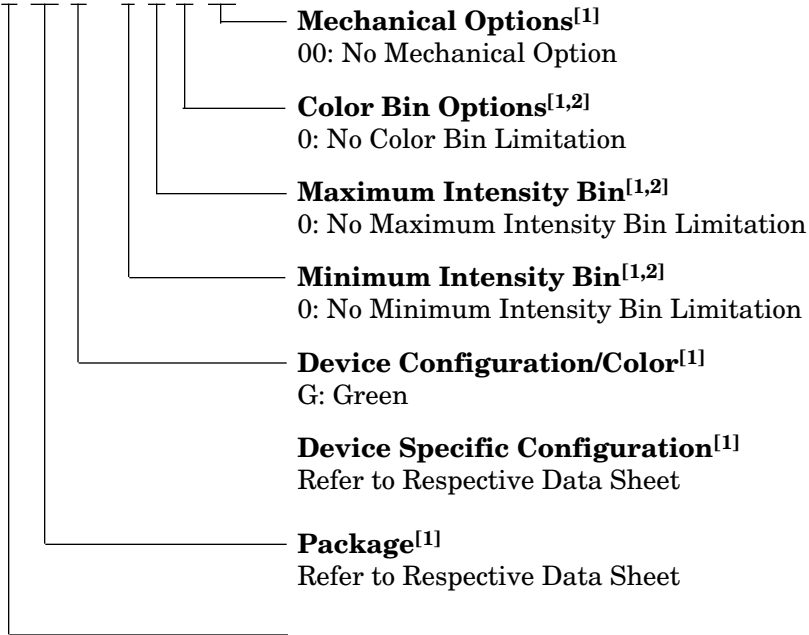 Mechanical Options[1]
00: No Mechanical Option
Color Bin Options[1,2]
0: No Color Bin Limitation
Maximum Intensity Bin[1,2]
0: No Maximum Intensity Bin Limitation
Minimum Intensity Bin[1,2]
0: No Minimum Intensity Bin Limitation
Device Configuration/Color[1]
G: Green
Device Specific Configuration[1]
Refer to Respective Data Sheet
Package[1]
Refer to Respective Data Sheet